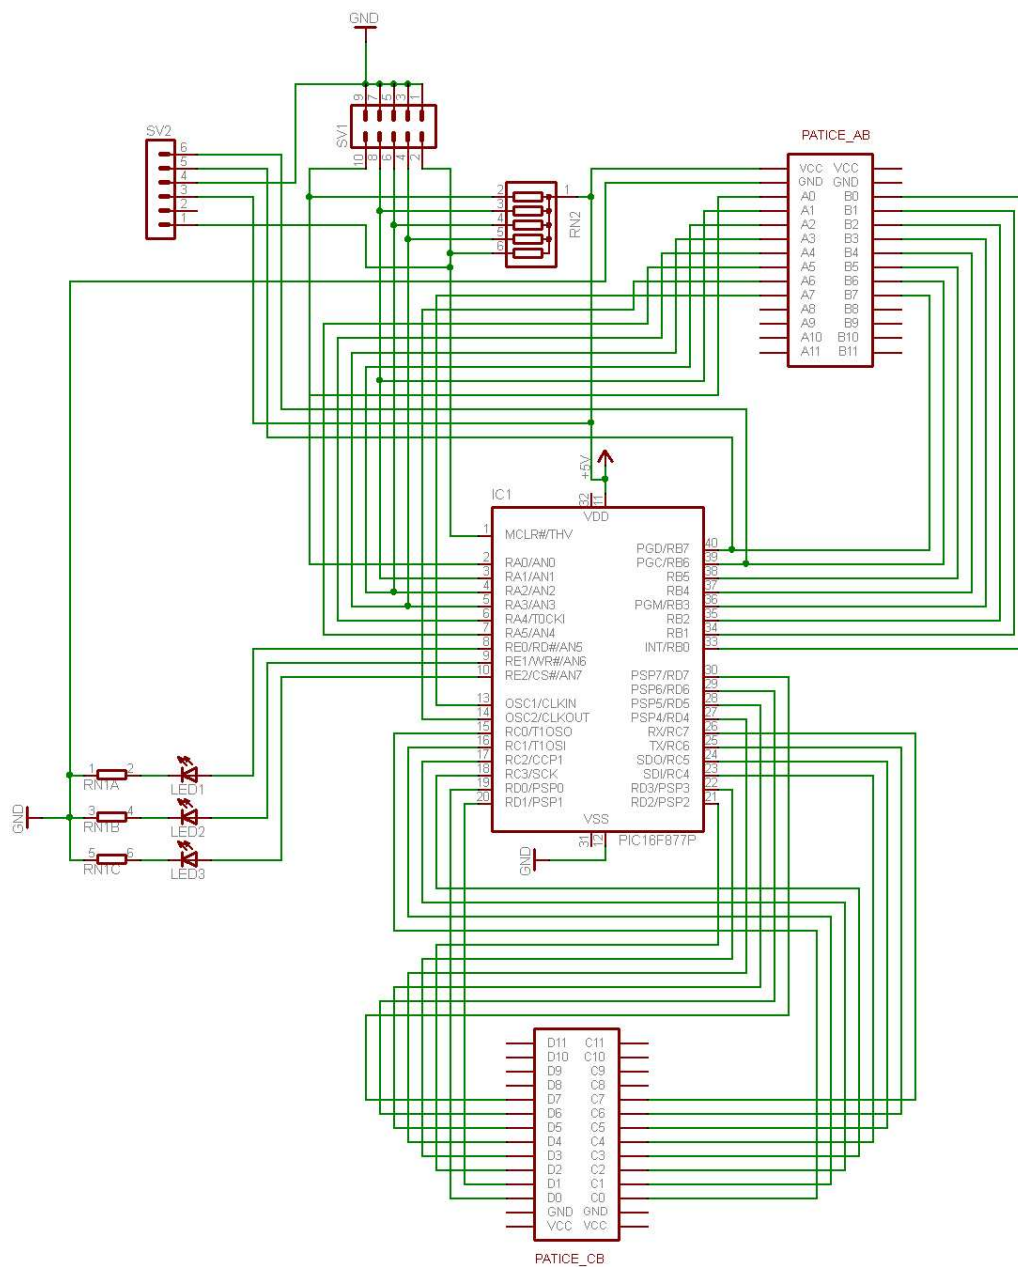 GND
9 7 5 3 1
SV1
10 8 6 4 2
SV2
6
5
4
3
2
1
2
3
4
5
6
1
RN2
PATICE_AB
VCC VCC
GND GND
A0 B0
A1 B1
A2 B2
A3 B3
A4 B4
A5 B5
A6 B6
A7 B7
A8 B8
A9 B9
A10 B10
A11 B11
+5V
IC1
32 11
VDD
1 MCLR#/THV
2 RA0/AN0
3 RA1/AN1
4 RA2/AN2
5 RA3/AN3
6 RA4/T0CKI
7 RA5/AN4
8 RE0/RD#/AN5
9 RE1/WR#/AN6
10 RE2/CS#/AN7
13 OSC1/CLKIN
14 OSC2/CLKOUT
15 RC0/T1OSO
16 RC1/T1OSI
17 RC2/CCP1
18 RC3/SCK
19 RD0/PSP0
20 RD1/PSP1
PGD/RB7 40
PGC/RB6 39
RB5 38
RB4 37
PGM/RB3 36
RB2 35
RB1 34
INT/RB0 33
PSP7/RD7 30
PSP6/RD6 29
PSP5/RD5 28
PSP4/RD4 27
RX/RC7 26
TX/RC6 25
SDO/RC5 24
SDI/RC4 23
RD3/PSP3 22
RD2/PSP2 21
VSS
31 12
PIC16F877P
GND
1 2
RN1A
LED1
GND
3 4
RN1B
LED2
5 6
RN1C
LED3
D11 C11
D10 C10
D9 C9
D8 C8
D7 C7
D6 C6
D5 C5
D4 C4
D3 C3
D2 C2
D1 C1
D0 C0
GND GND
VCC VCC
PATICE_CB